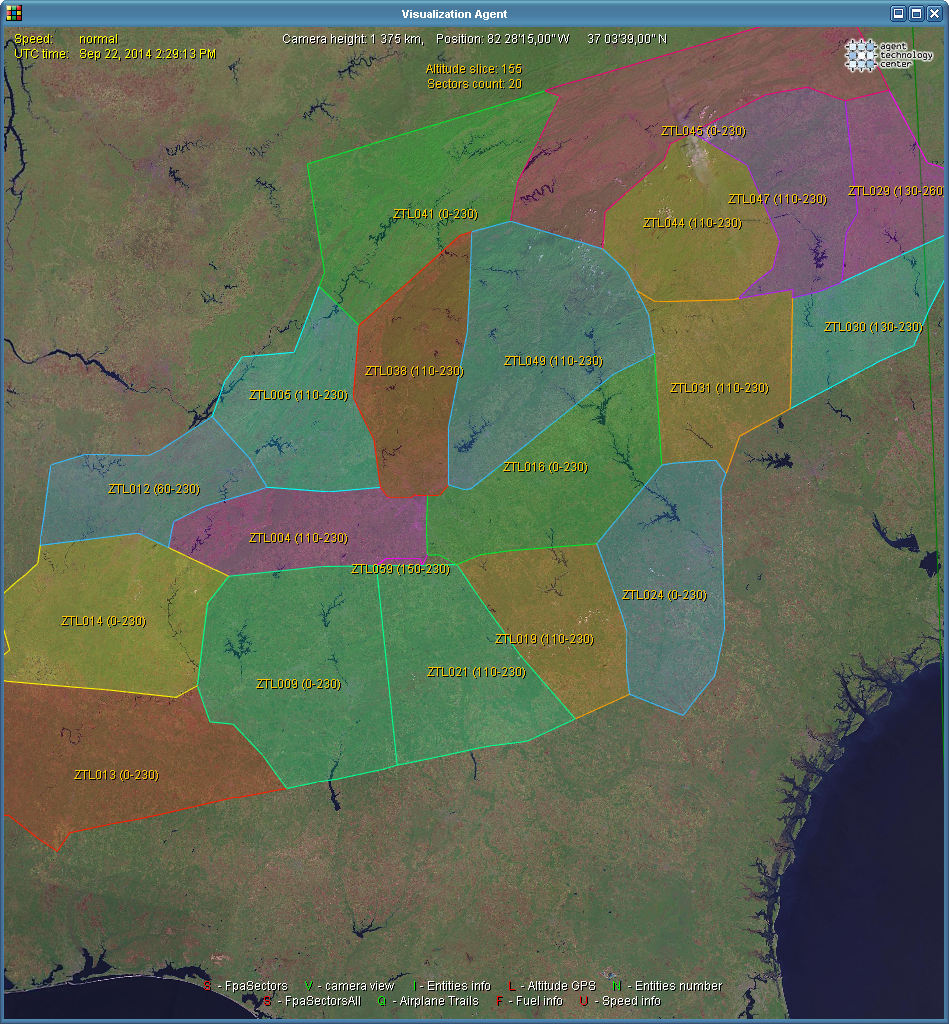 Visualization Agent
Speed: normal
Camera height: 1 375 km, Position: 82 28'15,00" W 37 03'39,00" N
UTC time: Sep 22, 2014 2:29:13 PM
agent
technology
center
Altitude slice: 155
Sectors count: 20
ZTL045 (0-230)
ZTL029 (130-260
ZTL047 (110-230)
ZTL041 (0-230)
ZTL044 (110-230)
ZTL030 (130-230)
ZTL049 (110-230)
ZTL038 (110-230)
ZTL031 (110-230)
ZTL005 (110-230)
ZTL016 (0-230)
ZTL012 (60-230)
ZTL004 (110-230)
ZTL059 (150-230)
ZTL024 (0-230)
ZTL014 (0-230)
ZTL019 (110-230)
ZTL021 (110-230)
ZTL009 (0-230)
ZTL013 (0-230)
S - FpaSectors V - camera view I - Entities info L - Altitude GPS N - Entities number
S - FpaSectorsAll Q - Airplane Trails F - Fuel info U - Speed info